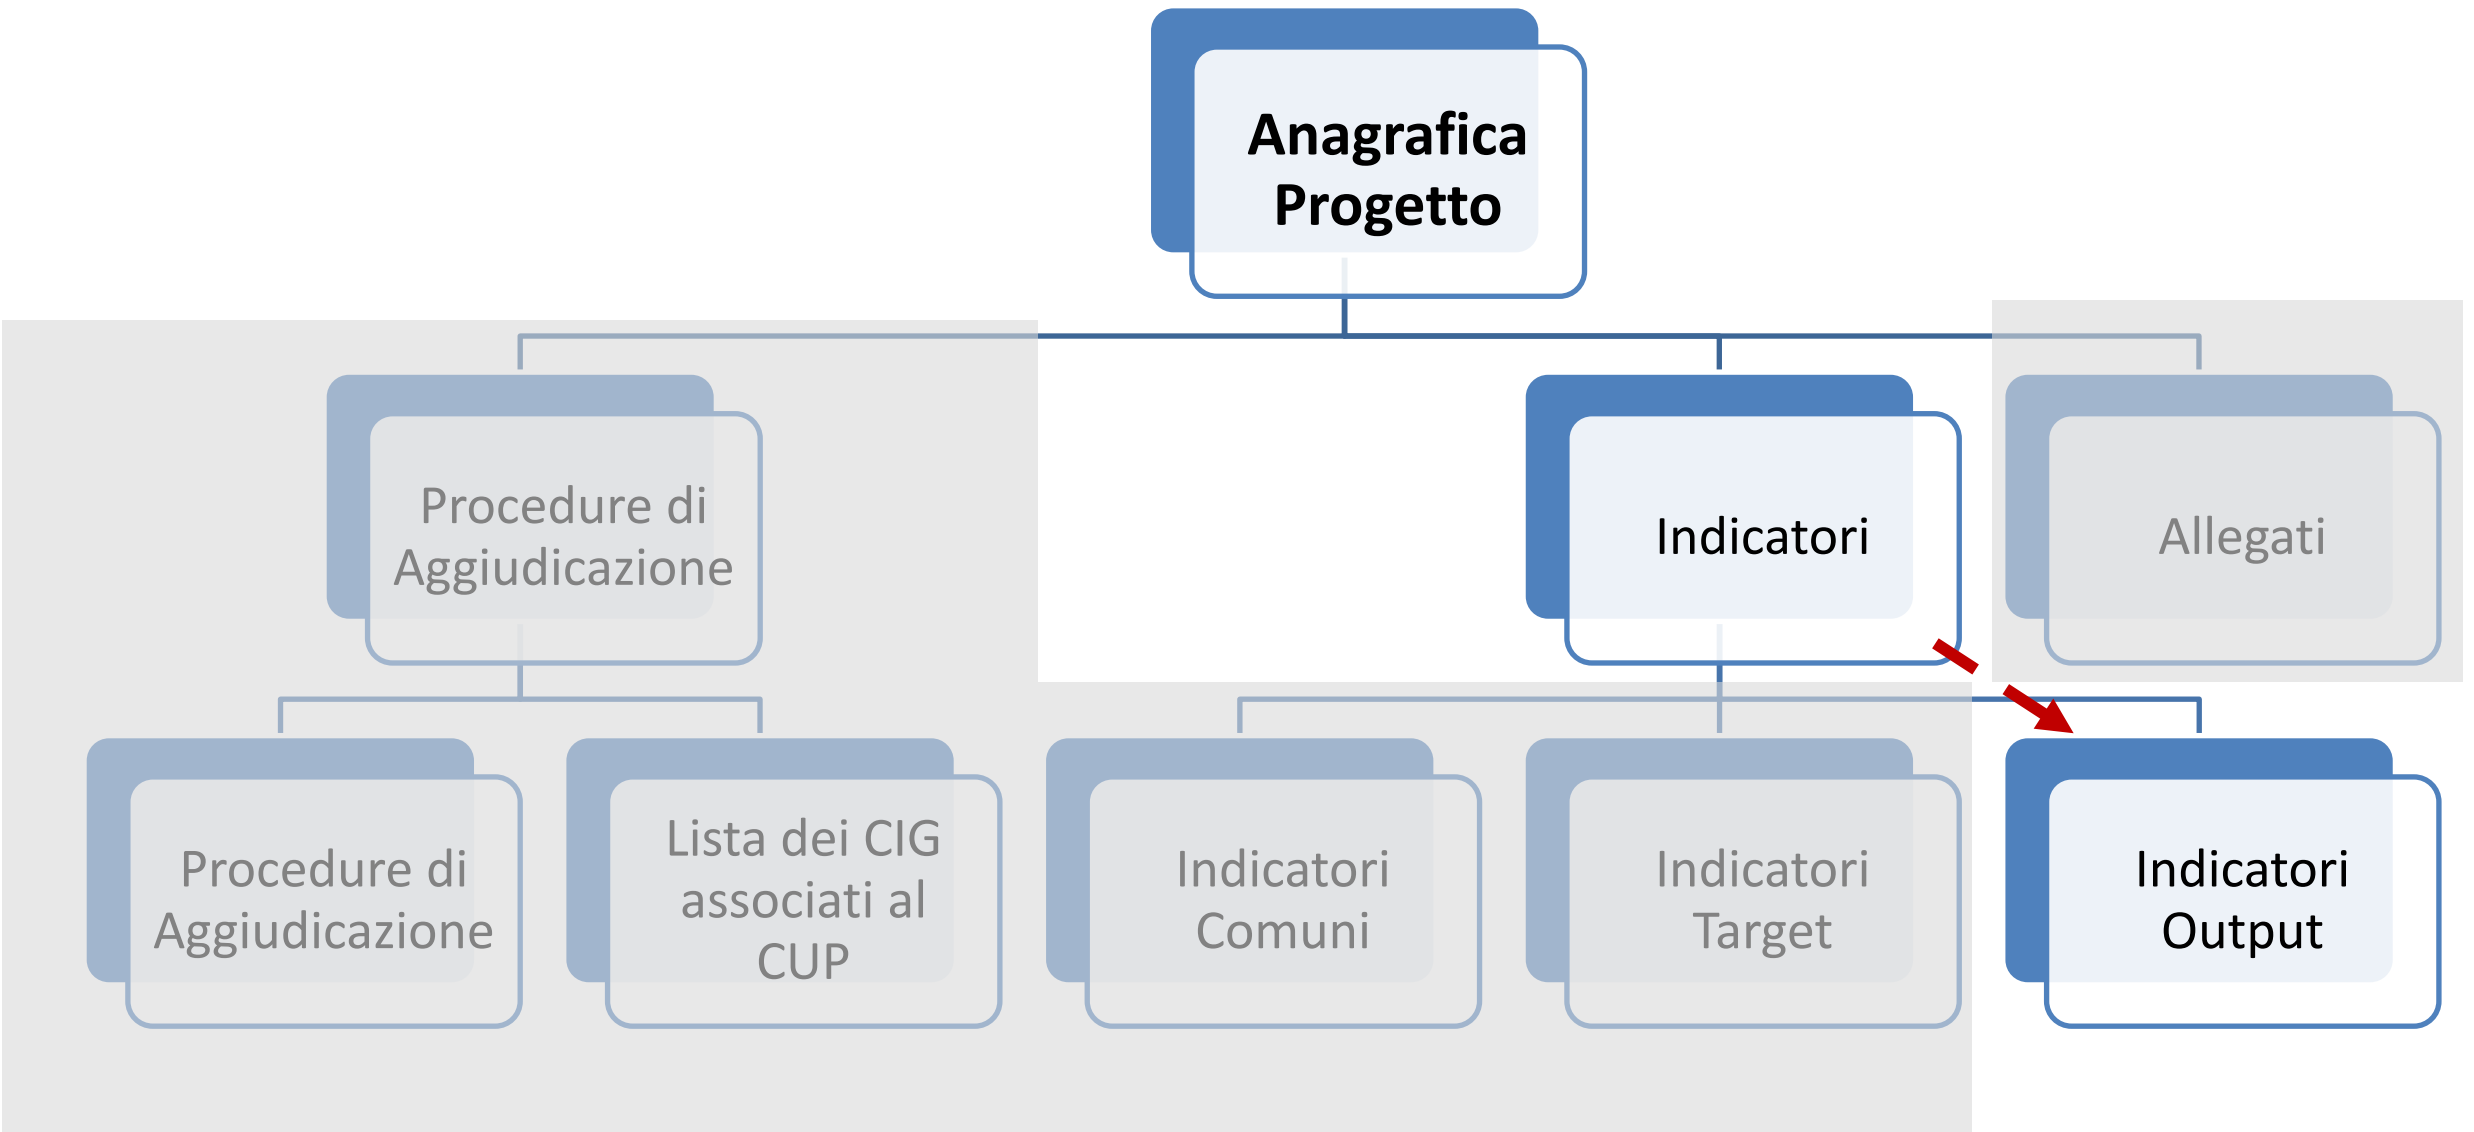 Anagrafica
Progetto
Procedure di
Aggiudicazione
Indicatori
Allegati
Procedure di
Aggiudicazione
Lista dei CIG
associati al
CUP
Indicatori
Comuni
Indicatori
Target
Indicatori
Output